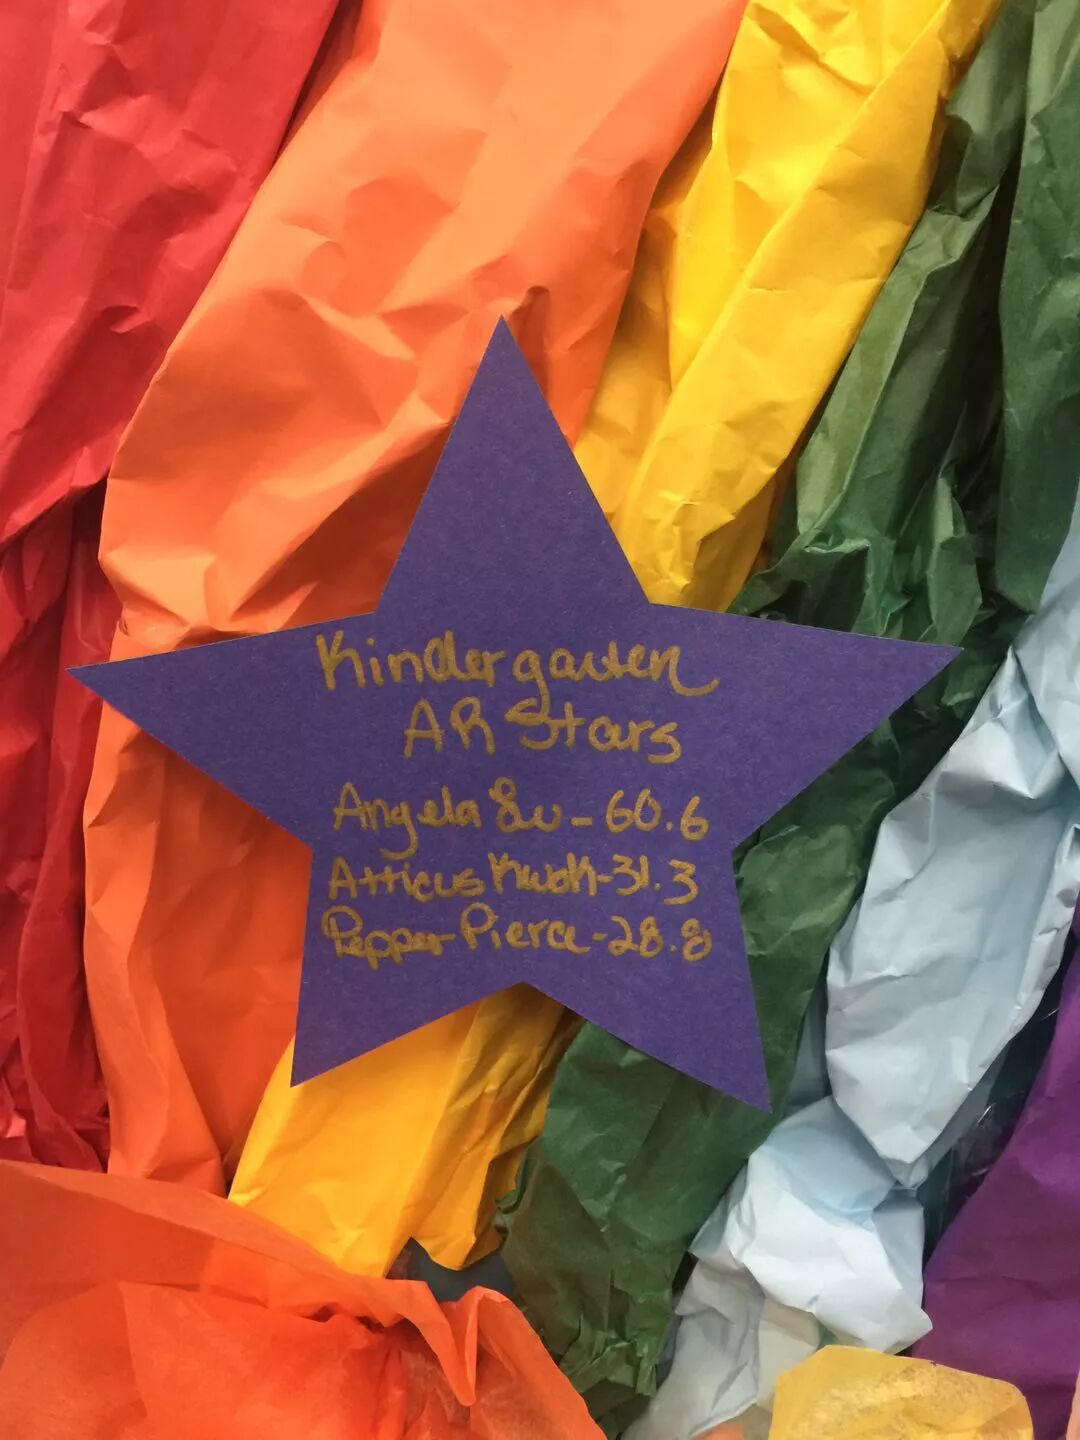 Kindergarten
AR Stars
Angela Su - 60.6
Atticus Kwok - 31.3
Pepper Pierce - 28.8